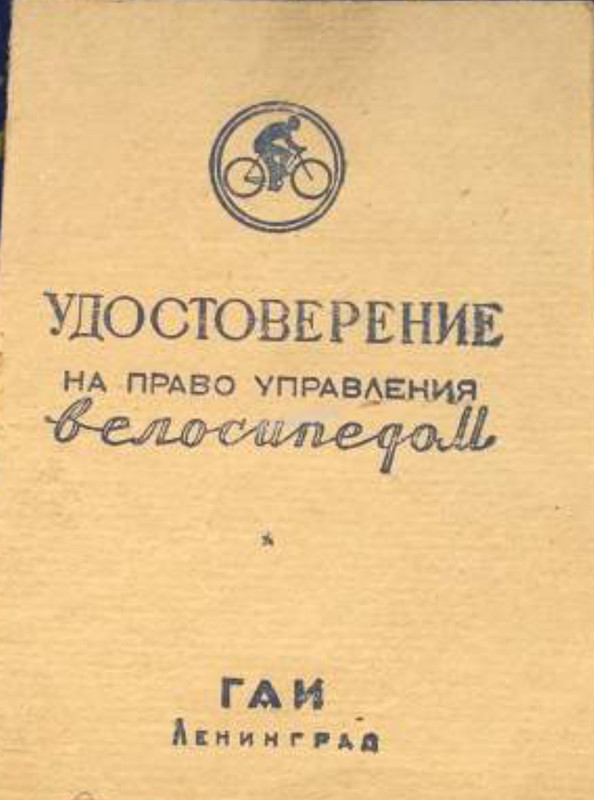 УДОСТОВЕРЕНИЕ
НА ПРАВО УПРАВЛЕНИЯ
велосипедом
ГАИ
ЛЕНИНГРАД